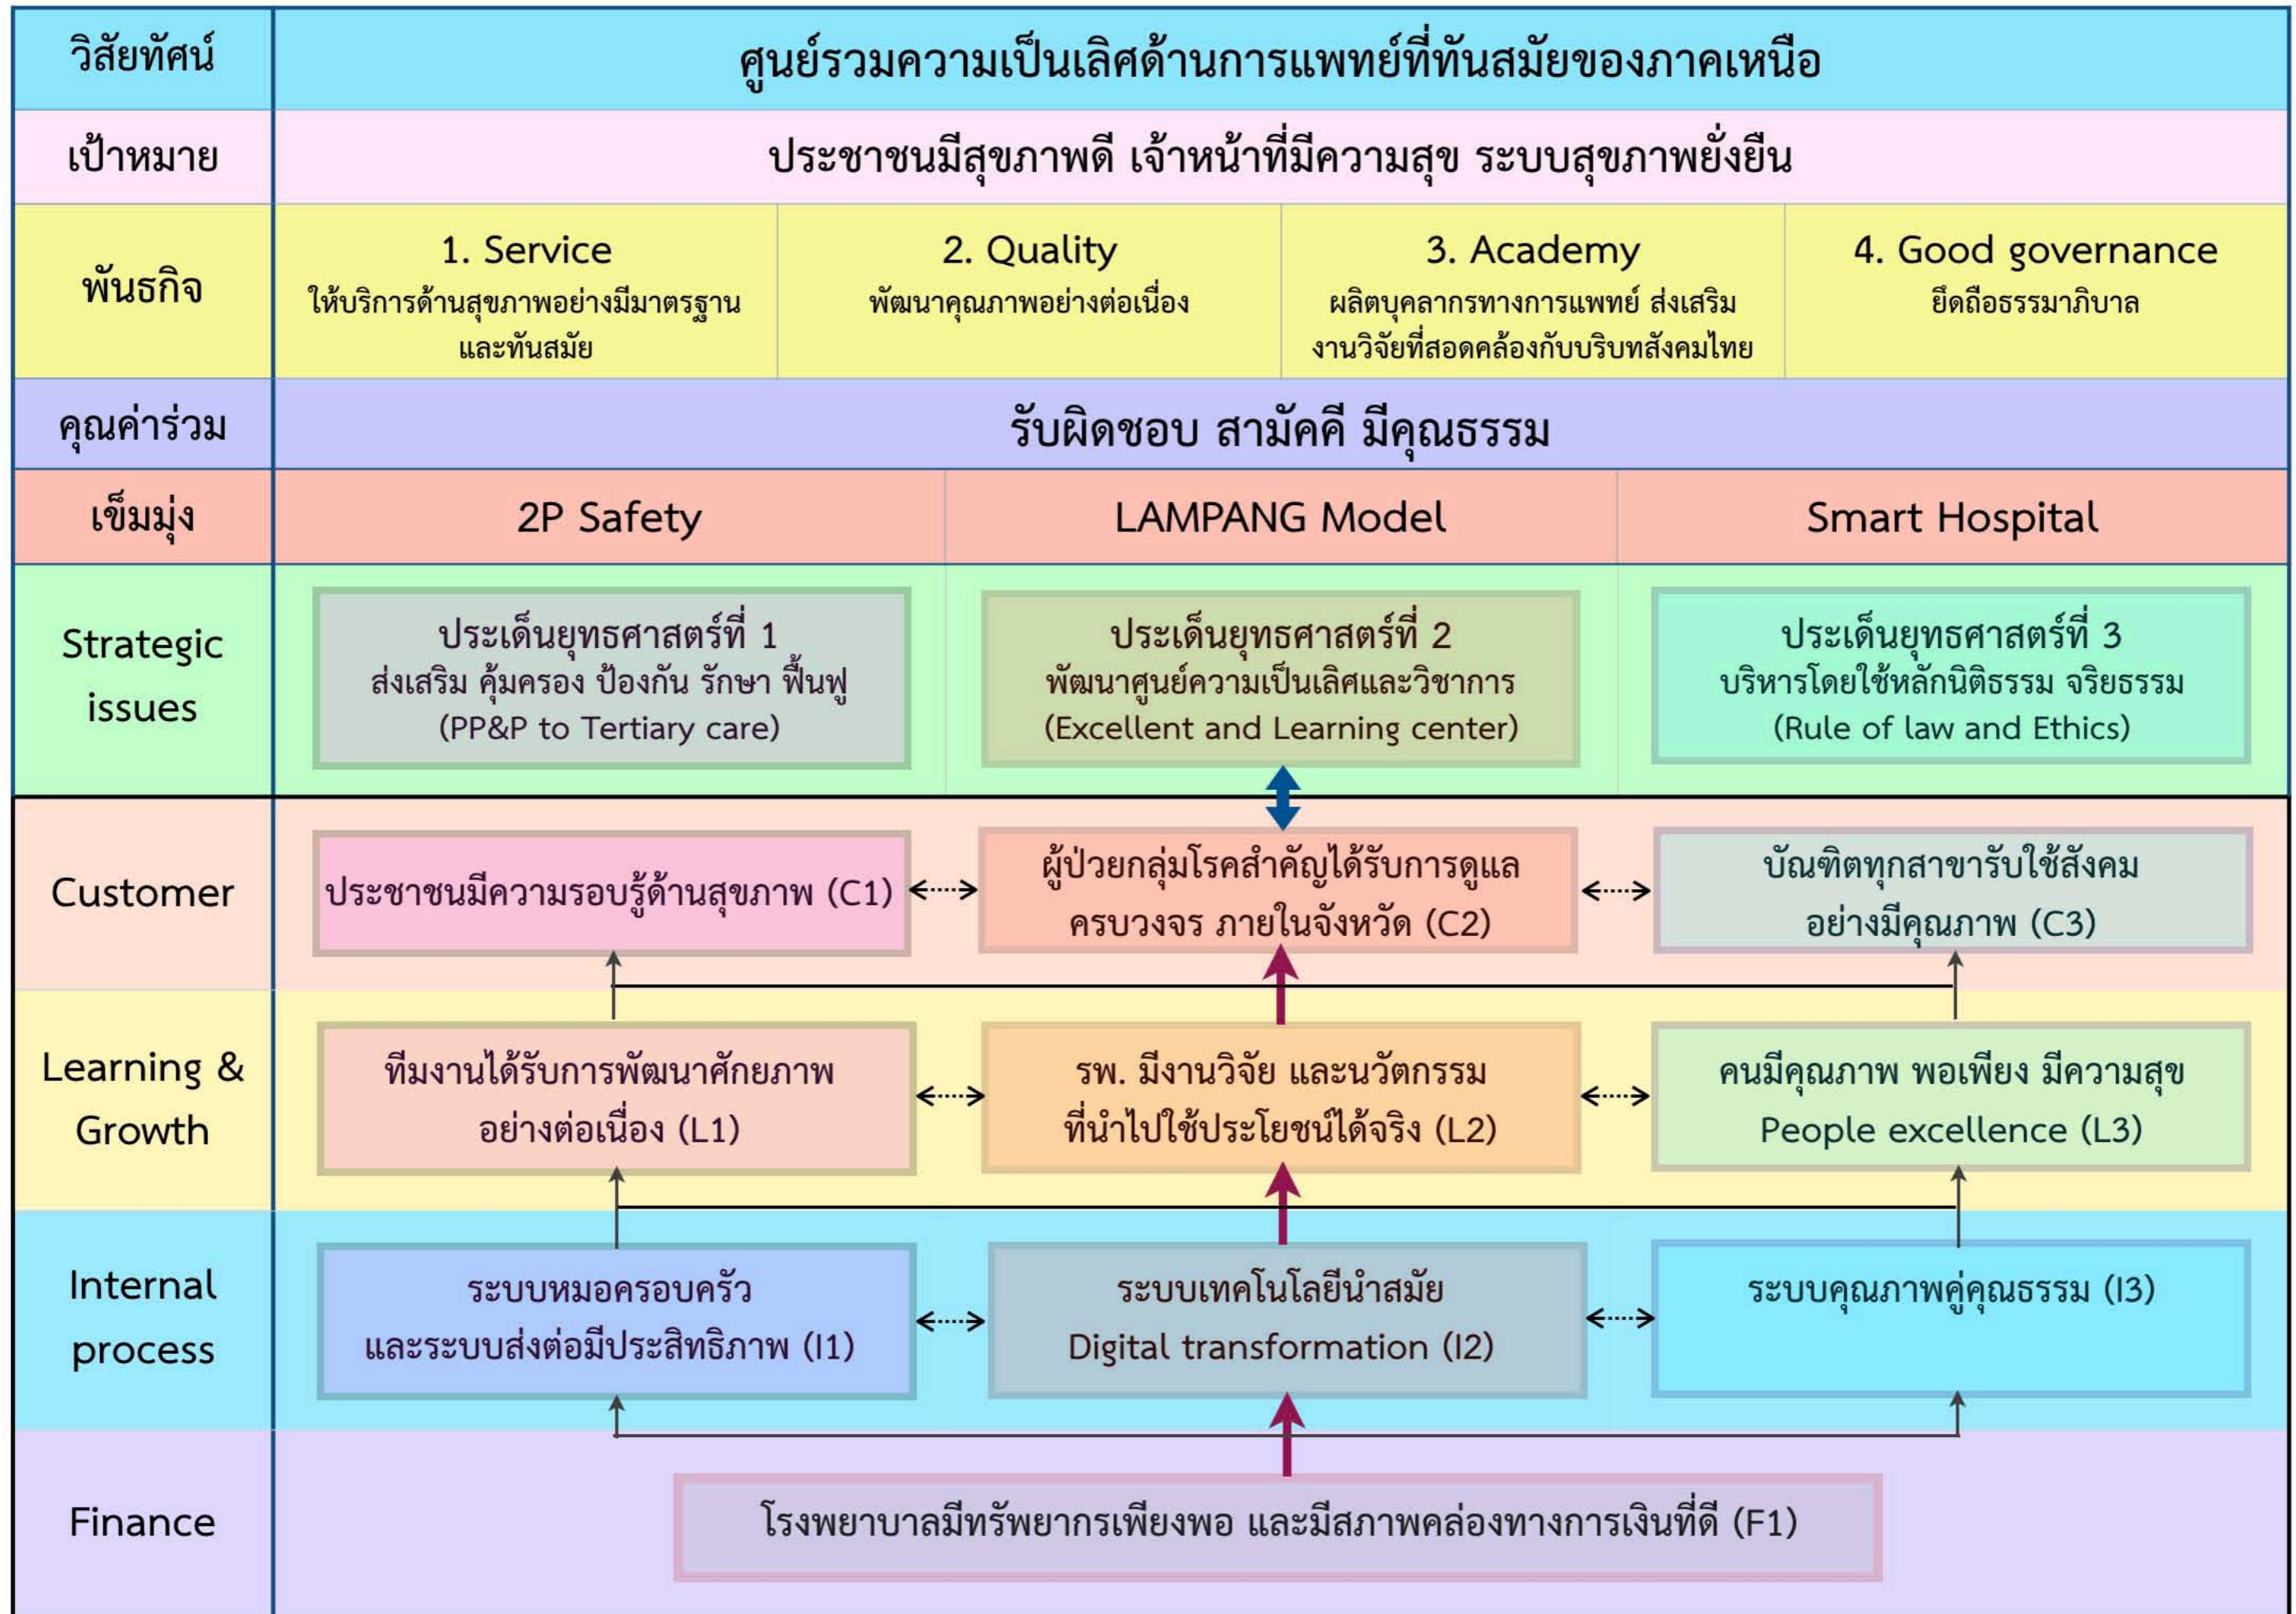 วิสัยทัศน์
ศูนย์รวมความเป็นเลิศด้านการแพทย์ที่ทันสมัยของภาคเหนือ
เป้าหมาย
ประชาชนมีสุขภาพดี เจ้าหน้าที่มีความสุข ระบบสุขภาพยั่งยืน
พันธกิจ
1. Service
ให้บริการด้านสุขภาพอย่างมีมาตรฐาน
และทันสมัย
2. Quality
พัฒนาคุณภาพอย่างต่อเนื่อง
3. Academy
ผลิตบุคลากรทางการแพทย์ ส่งเสริม
งานวิจัยที่สอดคล้องกับบริบทสังคมไทย
4. Good governance
ยึดถือธรรมาภิบาล
คุณค่าร่วม
รับผิดชอบ สามัคคี มีคุณธรรม
เข็มมุ่ง
2P Safety
LAMPANG Model
Smart Hospital
Strategic
issues
ประเด็นยุทธศาสตร์ที่ 1
ส่งเสริม คุ้มครอง ป้องกัน รักษา ฟื้นฟู
(PP&P to Tertiary care)
ประเด็นยุทธศาสตร์ที่ 2
พัฒนาศูนย์ความเป็นเลิศและวิชาการ
(Excellent and Learning center)
ประเด็นยุทธศาสตร์ที่ 3
บริหารโดยใช้หลักนิติธรรม จริยธรรม
(Rule of law and Ethics)
Customer
ประชาชนมีความรอบรู้ด้านสุขภาพ (C1)
ผู้ป่วยกลุ่มโรคสำคัญได้รับการดูแล
ครบวงจร ภายในจังหวัด (C2)
บัณฑิตทุกสาขารับใช้สังคม
อย่างมีคุณภาพ (C3)
Learning &
Growth
ทีมงานได้รับการพัฒนาศักยภาพ
อย่างต่อเนื่อง (L1)
รพ. มีงานวิจัย และนวัตกรรม
ที่นำไปใช้ประโยชน์ได้จริง (L2)
คนมีคุณภาพ พอเพียง มีความสุข
People excellence (L3)
Internal
process
ระบบหมอครอบครัว
และระบบส่งต่อมีประสิทธิภาพ (I1)
ระบบเทคโนโลยีนำสมัย
Digital transformation (I2)
ระบบคุณภาพคู่คุณธรรม (I3)
Finance
โรงพยาบาลมีทรัพยากรเพียงพอ และมีสภาพคล่องทางการเงินที่ดี (F1)